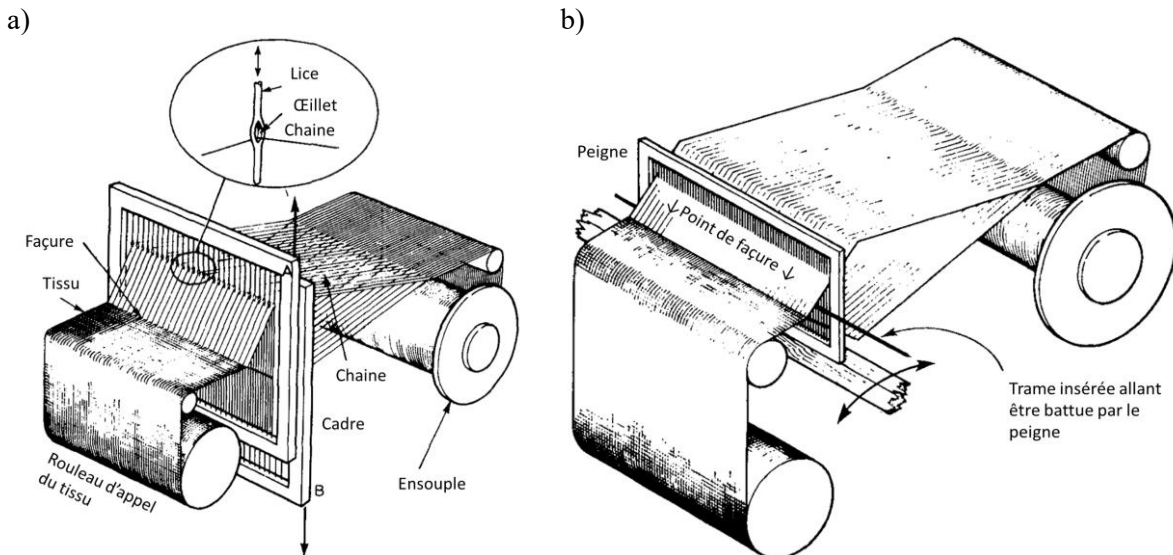 a)
Lice
Œillet
Chaine
Façure
Tissu
A
Chaine
Cadre
Ensouple
Rouleau d'appel
du tissu
B
b)
Peigne
Point de façure
Trame insérée allant
être battue par le
peigne